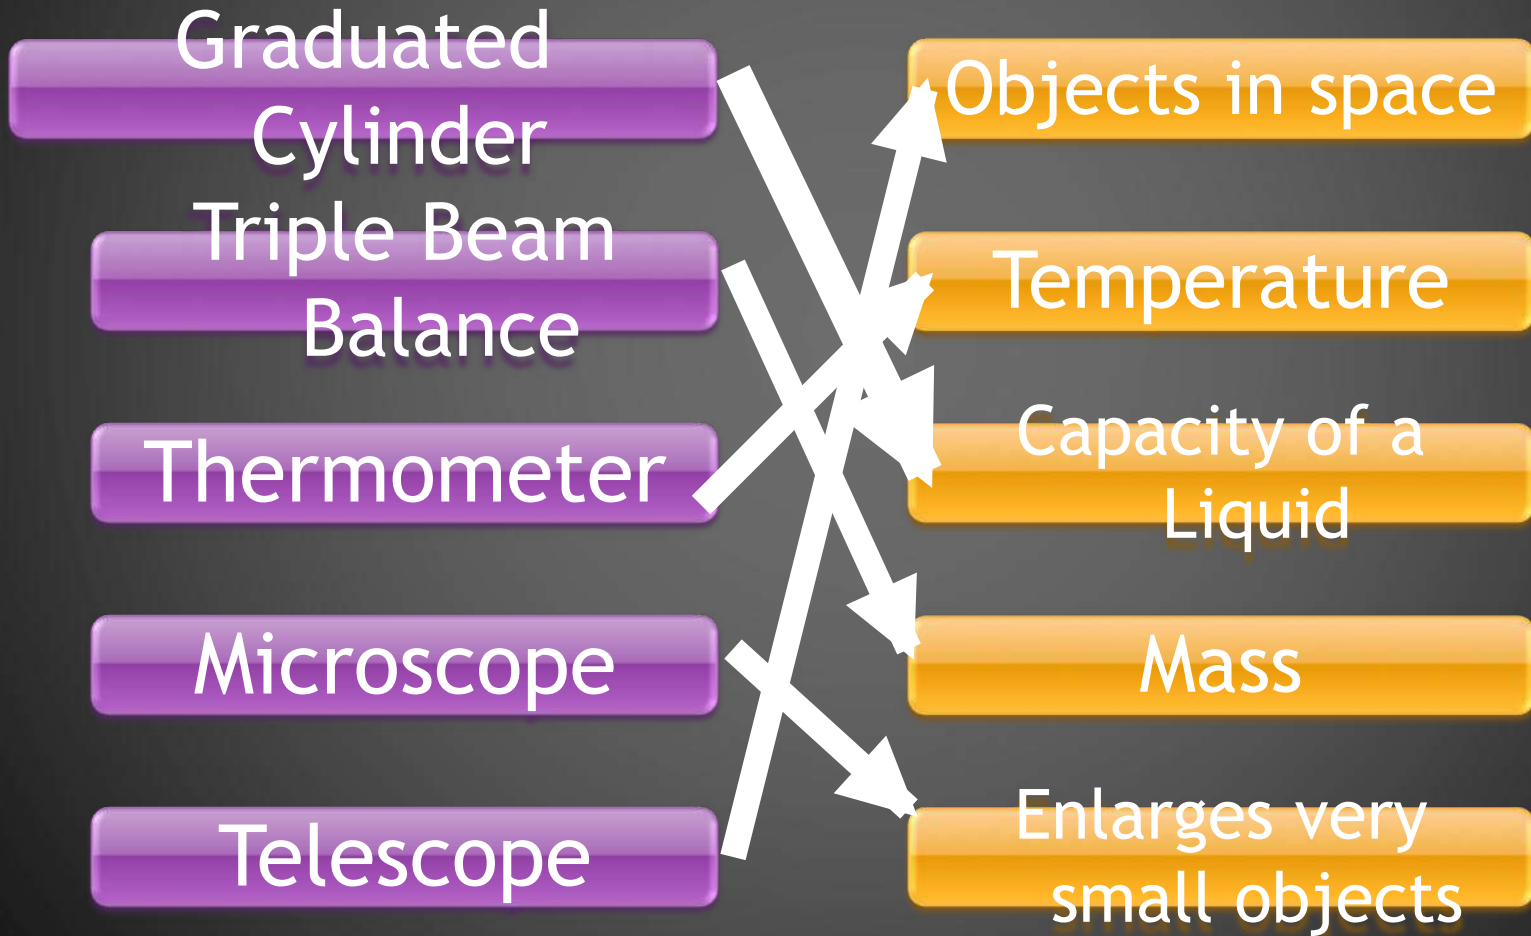 Graduated
Cylinder
Triple Beam
Balance
Thermometer
Microscope
Telescope
Objects in space
Temperature
Capacity of a
Liquid
Mass
Enlarges very
small objects